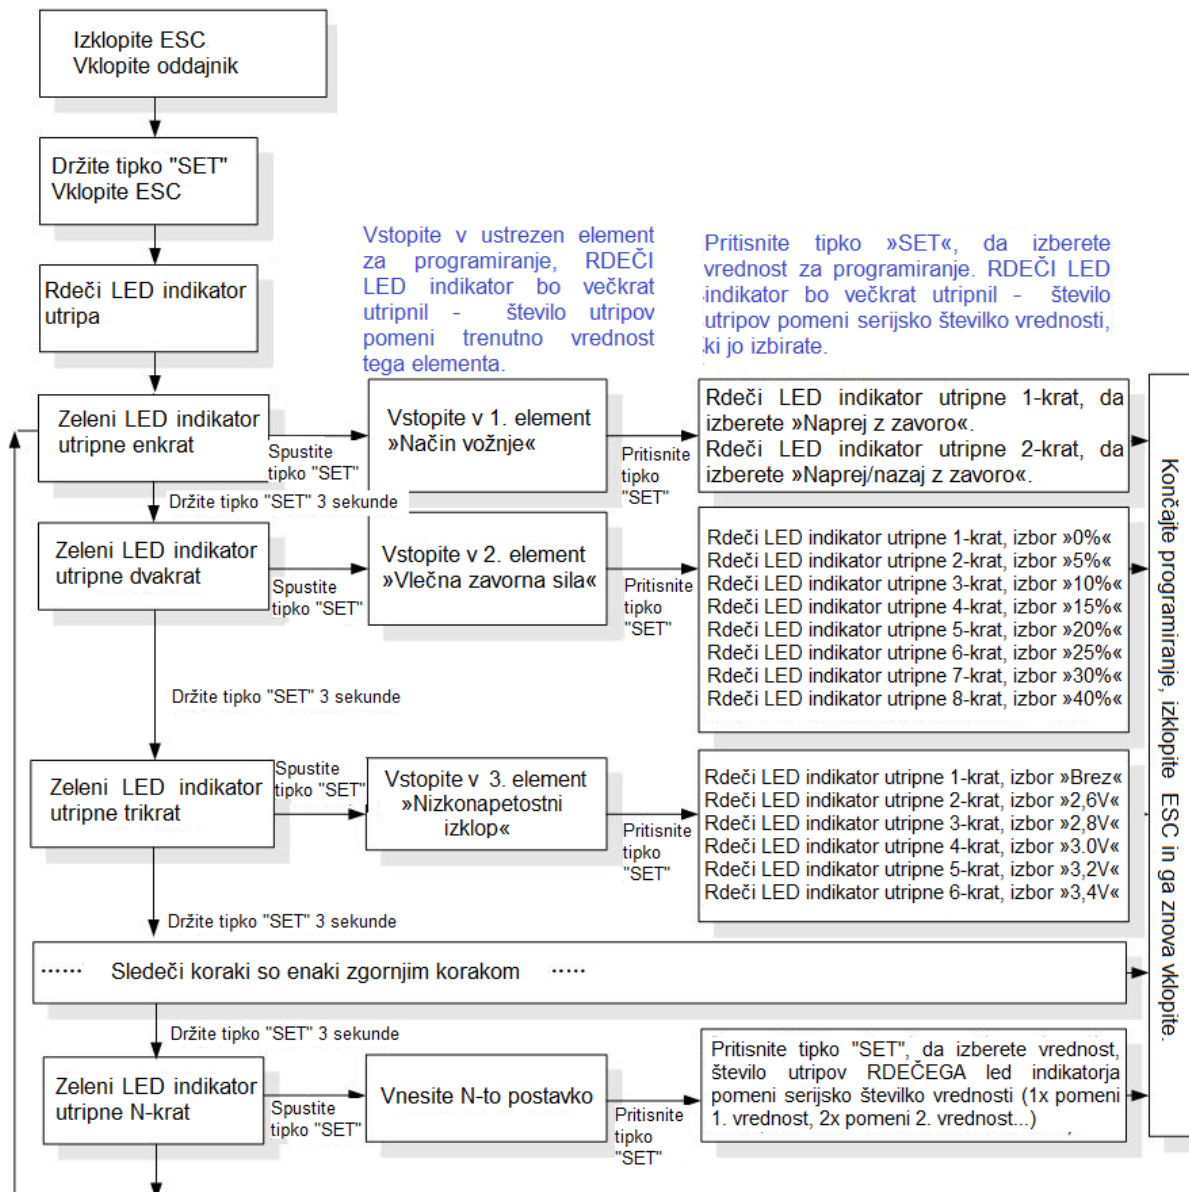 Izklopite ESC
Vklopite oddajnik
Držite tipko "SET"
Vklopite ESC
Rdeči LED indikator
utripa
Vstopite v ustrezen element
za programiranje, RDEČI
LED indikator bo večkrat
utripnil - število utripov
pomeni trenutno vrednost
tega elementa.
Pritisnite tipko »SET«, da izberete
vrednost za programiranje. RDEČI LED
indikator bo večkrat utripnil - število
utripov pomeni serijsko številko vrednosti,
ki jo izbirate.
Zeleni LED indikator
utripne enkrat
Spustite
tipko "SET"
Vstopite v 1. element
»Način vožnje«
Pritisnite
tipko
"SET"
Rdeči LED indikator utripne 1-krat, da
izberete »Naprej z zavoro«.
Rdeči LED indikator utripne 2-krat, da
izberete »Naprej/nazaj z zavoro«.
Držite tipko "SET" 3 sekunde
Zeleni LED indikator
utripne dvakrat
Spustite
tipko "SET"
Vstopite v 2. element
»Vlečna zavorna sila«
Pritisnite
tipko
"SET"
Rdeči LED indikator utripne 1-krat, izbor »0%«
Rdeči LED indikator utripne 2-krat, izbor »5%«
Rdeči LED indikator utripne 3-krat, izbor »10%«
Rdeči LED indikator utripne 4-krat, izbor »15%«
Rdeči LED indikator utripne 5-krat, izbor »20%«
Rdeči LED indikator utripne 6-krat, izbor »25%«
Rdeči LED indikator utripne 7-krat, izbor »30%«
Rdeči LED indikator utripne 8-krat, izbor »40%«
Držite tipko "SET" 3 sekunde
Zeleni LED indikator
utripne trikrat
Spustite
tipko "SET"
Vstopite v 3. element
»Nizkonapetostni
izklop«
Pritisnite
tipko
"SET"
Rdeči LED indikator utripne 1-krat, izbor »Brez«
Rdeči LED indikator utripne 2-krat, izbor »2,6V«
Rdeči LED indikator utripne 3-krat, izbor »2,8V«
Rdeči LED indikator utripne 4-krat, izbor »3.0V«
Rdeči LED indikator utripne 5-krat, izbor »3,2V«
Rdeči LED indikator utripne 6-krat, izbor »3,4V«
Držite tipko "SET" 3 sekunde
...... Sledeči koraki so enaki zgornjim korakom .....
Držite tipko "SET" 3 sekunde
Zeleni LED indikator
utripne N-krat
Spustite
tipko "SET"
Vnesite N-to postavko
Pritisnite
tipko
"SET"
Pritisnite tipko "SET", da izberete vrednost,
število utripov RDEČEGA led indikatorja
pomeni serijsko številko vrednosti (1x pomeni
1. vrednost, 2x pomeni 2. vrednost...)
Končajte programiranje, izklopite ESC in ga znova vklopite.